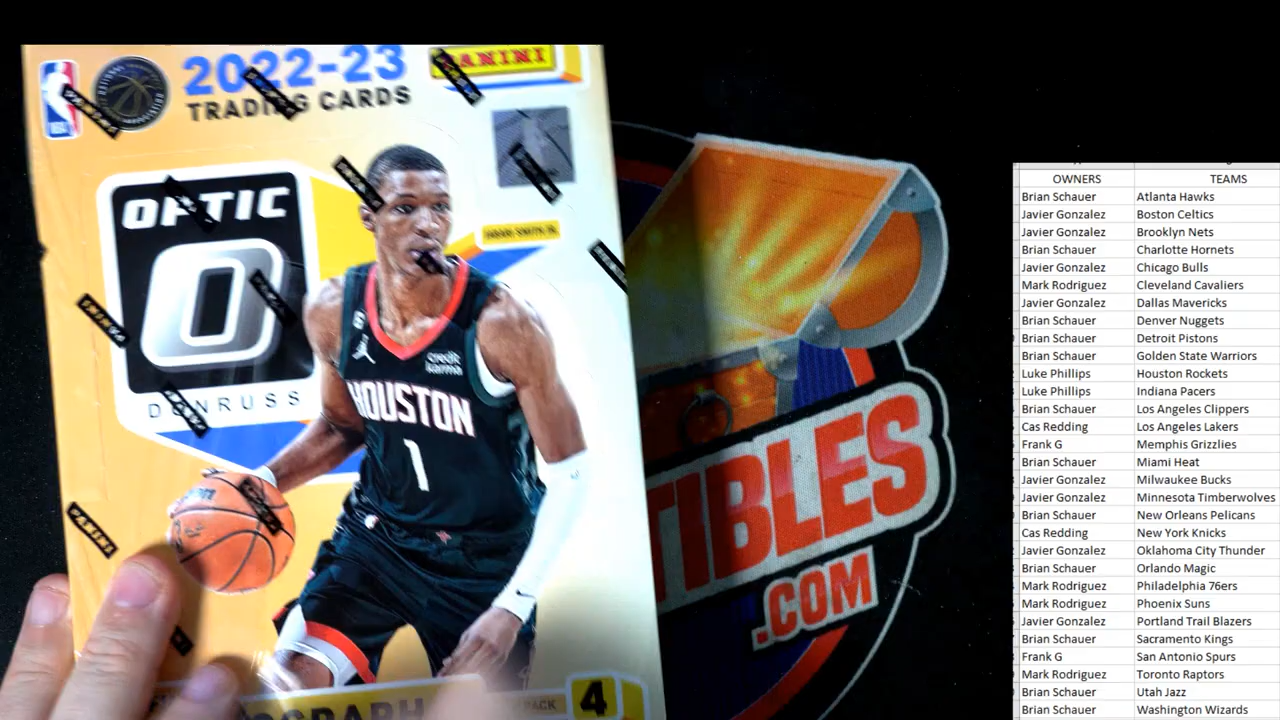 2022-23
TRADING CARDS
PANINI
OPTIC
DONRUSS
JABARI SMITH JR.
credit karma
HOUSTON
1
4
TIBLES
.COM
OWNERS TEAMS
Brian Schauer Atlanta Hawks
Javier Gonzalez Boston Celtics
Javier Gonzalez Brooklyn Nets
Brian Schauer Charlotte Hornets
Javier Gonzalez Chicago Bulls
Mark Rodriguez Cleveland Cavaliers
Javier Gonzalez Dallas Mavericks
Brian Schauer Denver Nuggets
Brian Schauer Detroit Pistons
Brian Schauer Golden State Warriors
Luke Phillips Houston Rockets
Luke Phillips Indiana Pacers
Brian Schauer Los Angeles Clippers
Cas Redding Los Angeles Lakers
Frank G Memphis Grizzlies
Brian Schauer Miami Heat
Javier Gonzalez Milwaukee Bucks
Javier Gonzalez Minnesota Timberwolves
Brian Schauer New Orleans Pelicans
Cas Redding New York Knicks
Javier Gonzalez Oklahoma City Thunder
Brian Schauer Orlando Magic
Mark Rodriguez Philadelphia 76ers
Mark Rodriguez Phoenix Suns
Javier Gonzalez Portland Trail Blazers
Brian Schauer Sacramento Kings
Frank G San Antonio Spurs
Mark Rodriguez Toronto Raptors
Brian Schauer Utah Jazz
Brian Schauer Washington Wizards